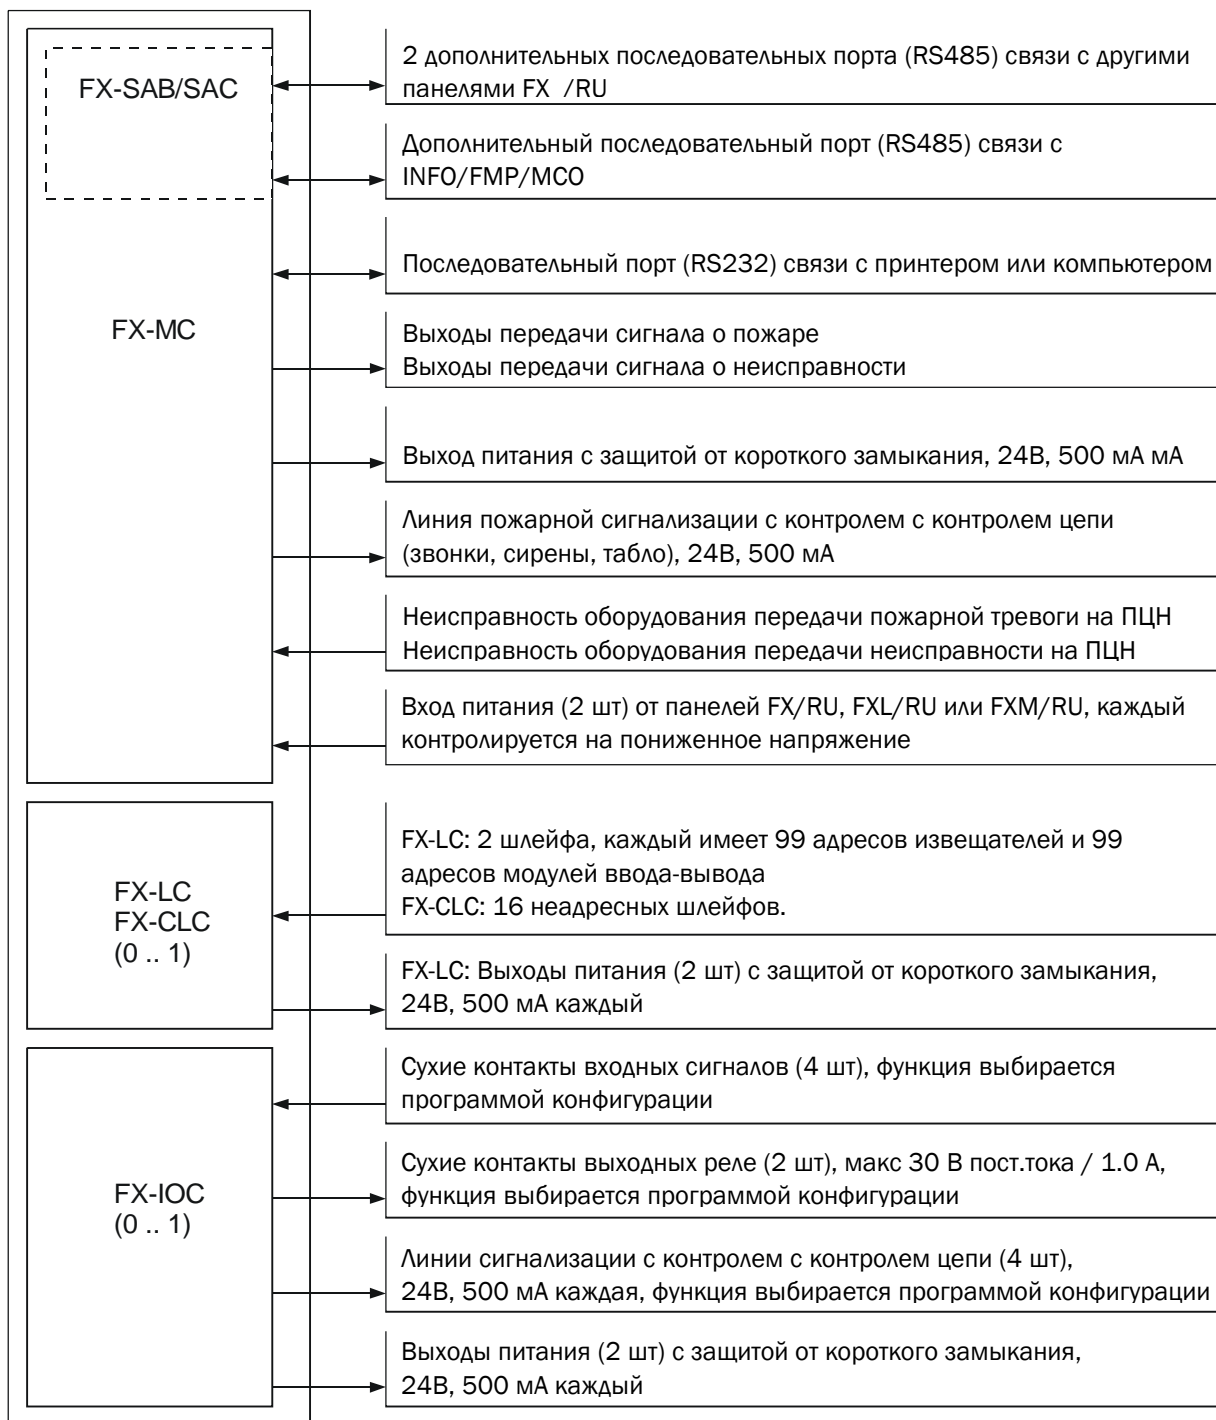 FX-SAB/SAC
2 дополнительных последовательных порта (RS485) связи с другими
панелями FX /RU
Дополнительный последовательный порт (RS485) связи с
INFO/FMP/MCO
Последовательный порт (RS232) связи с принтером или компьютером
FX-MC
Выходы передачи сигнала о пожаре
Выходы передачи сигнала о неисправности
Выход питания с защитой от короткого замыкания, 24В, 500 мА мА
Линия пожарной сигнализации с контролем с контролем цепи
(звонки, сирены, табло), 24В, 500 мА
Неисправность оборудования передачи пожарной тревоги на ПЦН
Неисправность оборудования передачи неисправности на ПЦН
Вход питания (2 шт) от панелей FX/RU, FXL/RU или FXM/RU, каждый
контролируется на пониженное напряжение
FX-LC
FX-CLC
(0 .. 1)
FX-LC: 2 шлейфа, каждый имеет 99 адресов извещателей и 99
адресов модулей ввода-вывода
FX-CLC: 16 неадресных шлейфов.
FX-LC: Выходы питания (2 шт) с защитой от короткого замыкания,
24В, 500 мА каждый
FX-IOC
(0 .. 1)
Сухие контакты входных сигналов (4 шт), функция выбирается
программой конфигурации
Сухие контакты выходных реле (2 шт), макс 30 В пост.тока / 1.0 А,
функция выбирается программой конфигурации
Линии сигнализации с контролем с контролем цепи (4 шт),
24В, 500 мА каждая, функция выбирается программой конфигурации
Выходы питания (2 шт) с защитой от короткого замыкания,
24В, 500 мА каждый